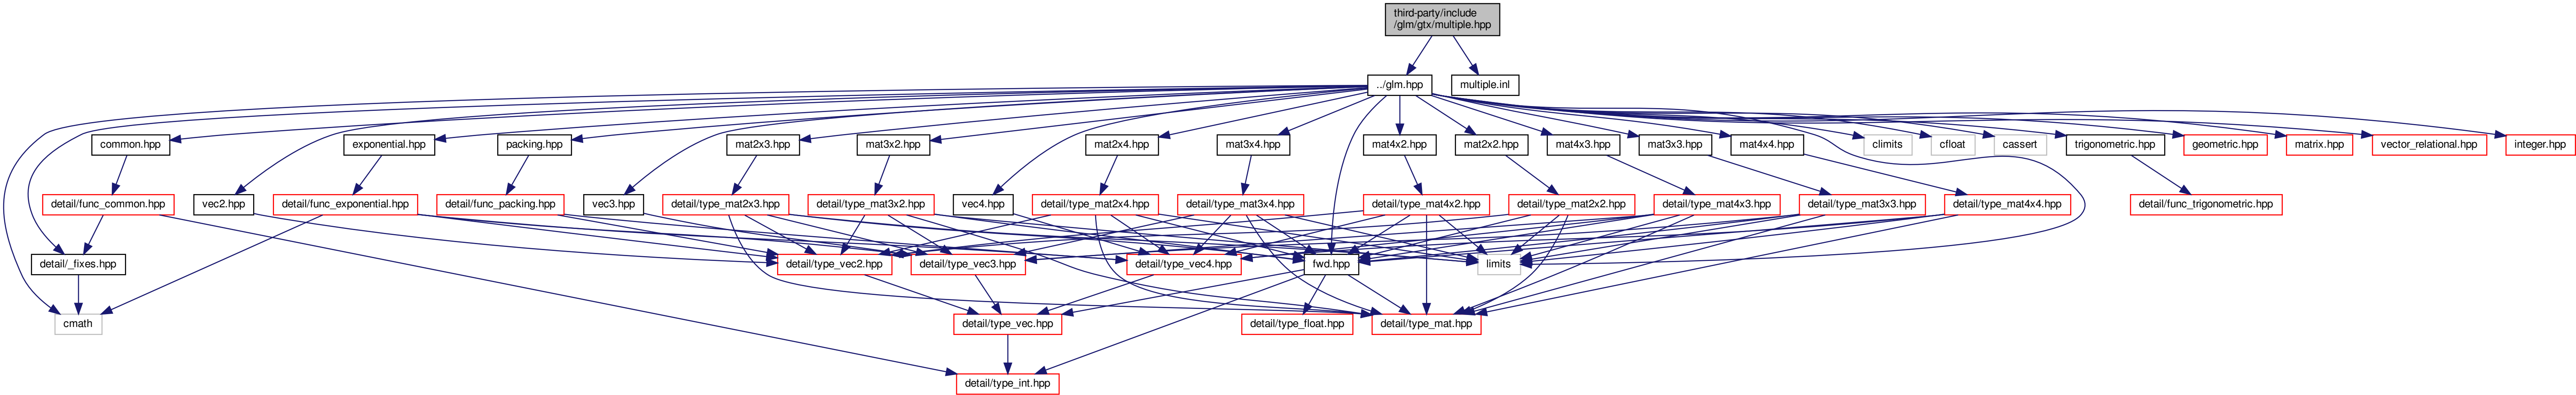 third-party/include
/glm/gtx/multiple.hpp
../glm.hpp
multiple.inl
common.hpp
exponential.hpp
packing.hpp
mat2x3.hpp
mat3x2.hpp
mat2x4.hpp
mat3x4.hpp
mat4x2.hpp
mat2x2.hpp
mat4x3.hpp
mat3x3.hpp
mat4x4.hpp
climits
cfloat
cassert
trigonometric.hpp
geometric.hpp
matrix.hpp
vector_relational.hpp
integer.hpp
detail/func_common.hpp
vec2.hpp
detail/func_exponential.hpp
detail/func_packing.hpp
vec3.hpp
detail/type_mat2x3.hpp
detail/type_mat3x2.hpp
vec4.hpp
detail/type_mat2x4.hpp
detail/type_mat3x4.hpp
detail/type_mat4x2.hpp
detail/type_mat2x2.hpp
detail/type_mat4x3.hpp
detail/type_mat3x3.hpp
detail/type_mat4x4.hpp
detail/func_trigonometric.hpp
detail/_fixes.hpp
detail/type_vec2.hpp
detail/type_vec3.hpp
detail/type_vec4.hpp
fwd.hpp
limits
cmath
detail/type_vec.hpp
detail/type_float.hpp
detail/type_mat.hpp
detail/type_int.hpp